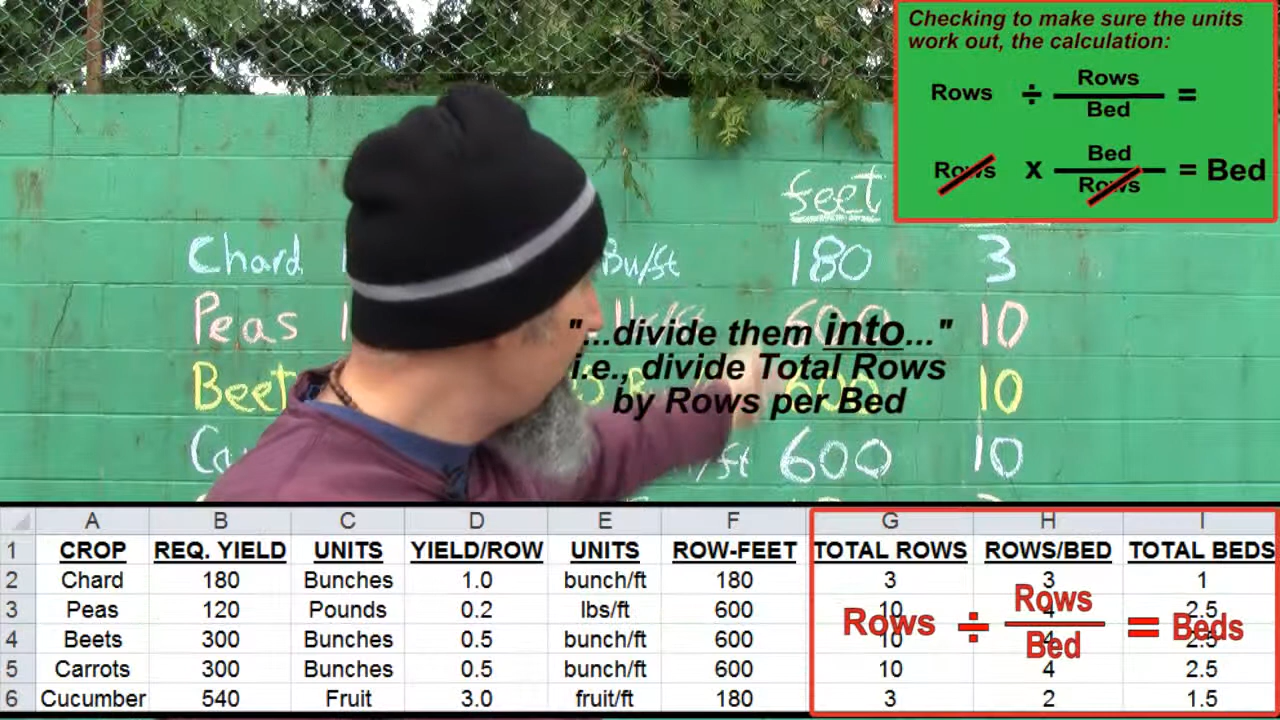 Checking to make sure the units
work out, the calculation:
Rows ÷ Rows =
Bed
Rows x Bed = Bed
Rows
feet
Chard Bu/ft 180 3
Peas 600 10
Beet 600 10
600 10
"...divide them into..."
i.e., divide Total Rows
by Rows per Bed
A B C D E F G H I
1 CROP REQ. YIELD UNITS YIELD/ROW UNITS ROW-FEET TOTAL ROWS ROWS/BED TOTAL BEDS
2 Chard 180 Bunches 1.0 bunch/ft 180 3 3 1
3 Peas 120 Pounds 0.2 lbs/ft 600 10 4 2.5
4 Beets 300 Bunches 0.5 bunch/ft 600 10 4 2.5
5 Carrots 300 Bunches 0.5 bunch/ft 600 10 4 2.5
6 Cucumber 540 Fruit 3.0 fruit/ft 180 3 2 1.5
Rows ÷ Rows = Beds
Bed